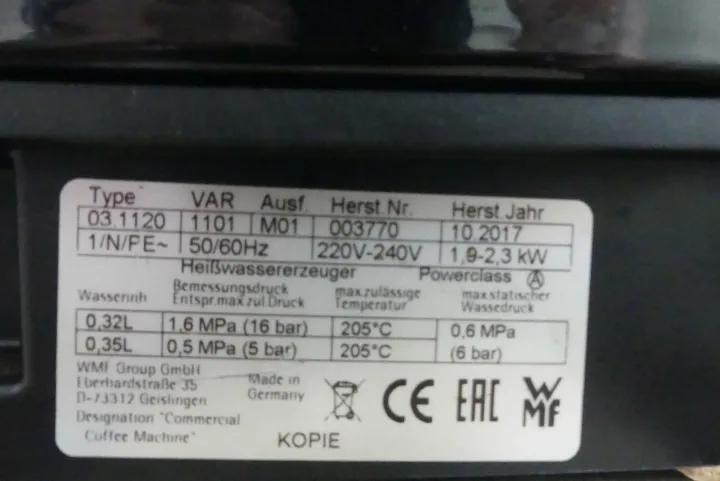 Type VAR Ausf. Herst.Nr. Herst.Jahr
03.1120 1101 M01 003770 10.2017
1/N/PE~ 50/60Hz 220V-240V 1,9-2,3 kW
Heißwassererzeuger Powerclass A
Wasserinh Bemessungsdruck Entspr.max.zul.Druck max.zulässige Temperatur max.statischer Wasserdruck
0,32L 1,6 MPa (16 bar) 205°C 0,6 MPa
0,35L 0,5 MPa (5 bar) 205°C (6 bar)
WMF Group GmbH
Eberhardstraße 35
D-73312 Geislingen
Made in
Germany
Designation "Commercial
Coffee Machine"
KOPIE
CE EAC WMF